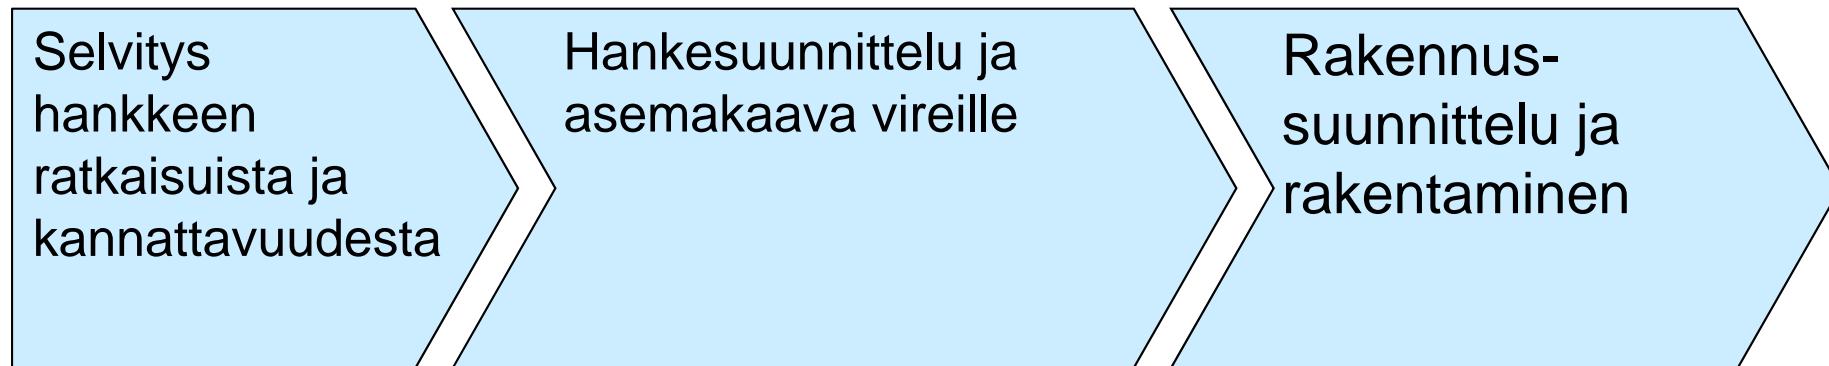 Selvitys
hankkeen
ratkaisuista ja
kannattavuudesta
Hankesuunnittelu ja
asemakaava vireille
Rakennus-
suunnittelu ja
rakentaminen